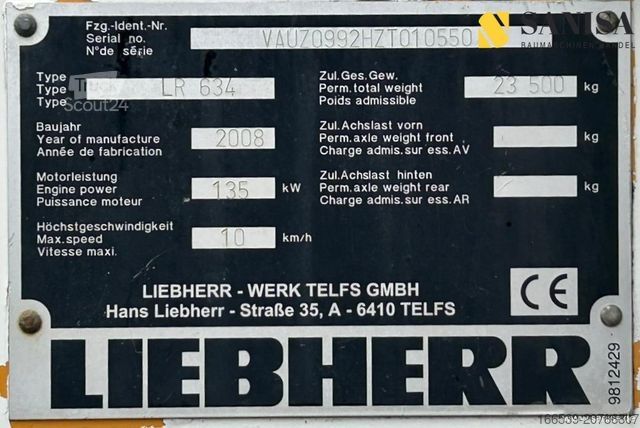 Fzg.-Ident.-Nr.
Serial no.
N°de série
VAUZ0992HZT010550
SANISA
BAUMASCHINEN HANDEL
Type
Type
Type
LR 634
Scout24
Zul.Ges.Gew.
Perm.total weight
Poids admissible
23 500 kg
Baujahr
Year of manufacture
Année de fabrication
2008
Zul.Achslast vorn
Perm.axle weight front
Charge admis.sur ess.AV
kg
Motorleistung
Engine power
Puissance moteur
135 kW
Zul.Achslast hinten
Perm.axle weight rear
Charge admis.sur ess.AR
kg
Höchstgeschwindigkeit
Max.speed
Vitesse maxi.
10 km/h
LIEBHERR - WERK TELFS GMBH
Hans Liebherr - Straße 35, A - 6410 TELFS
CE
LIEBHERR
9812429